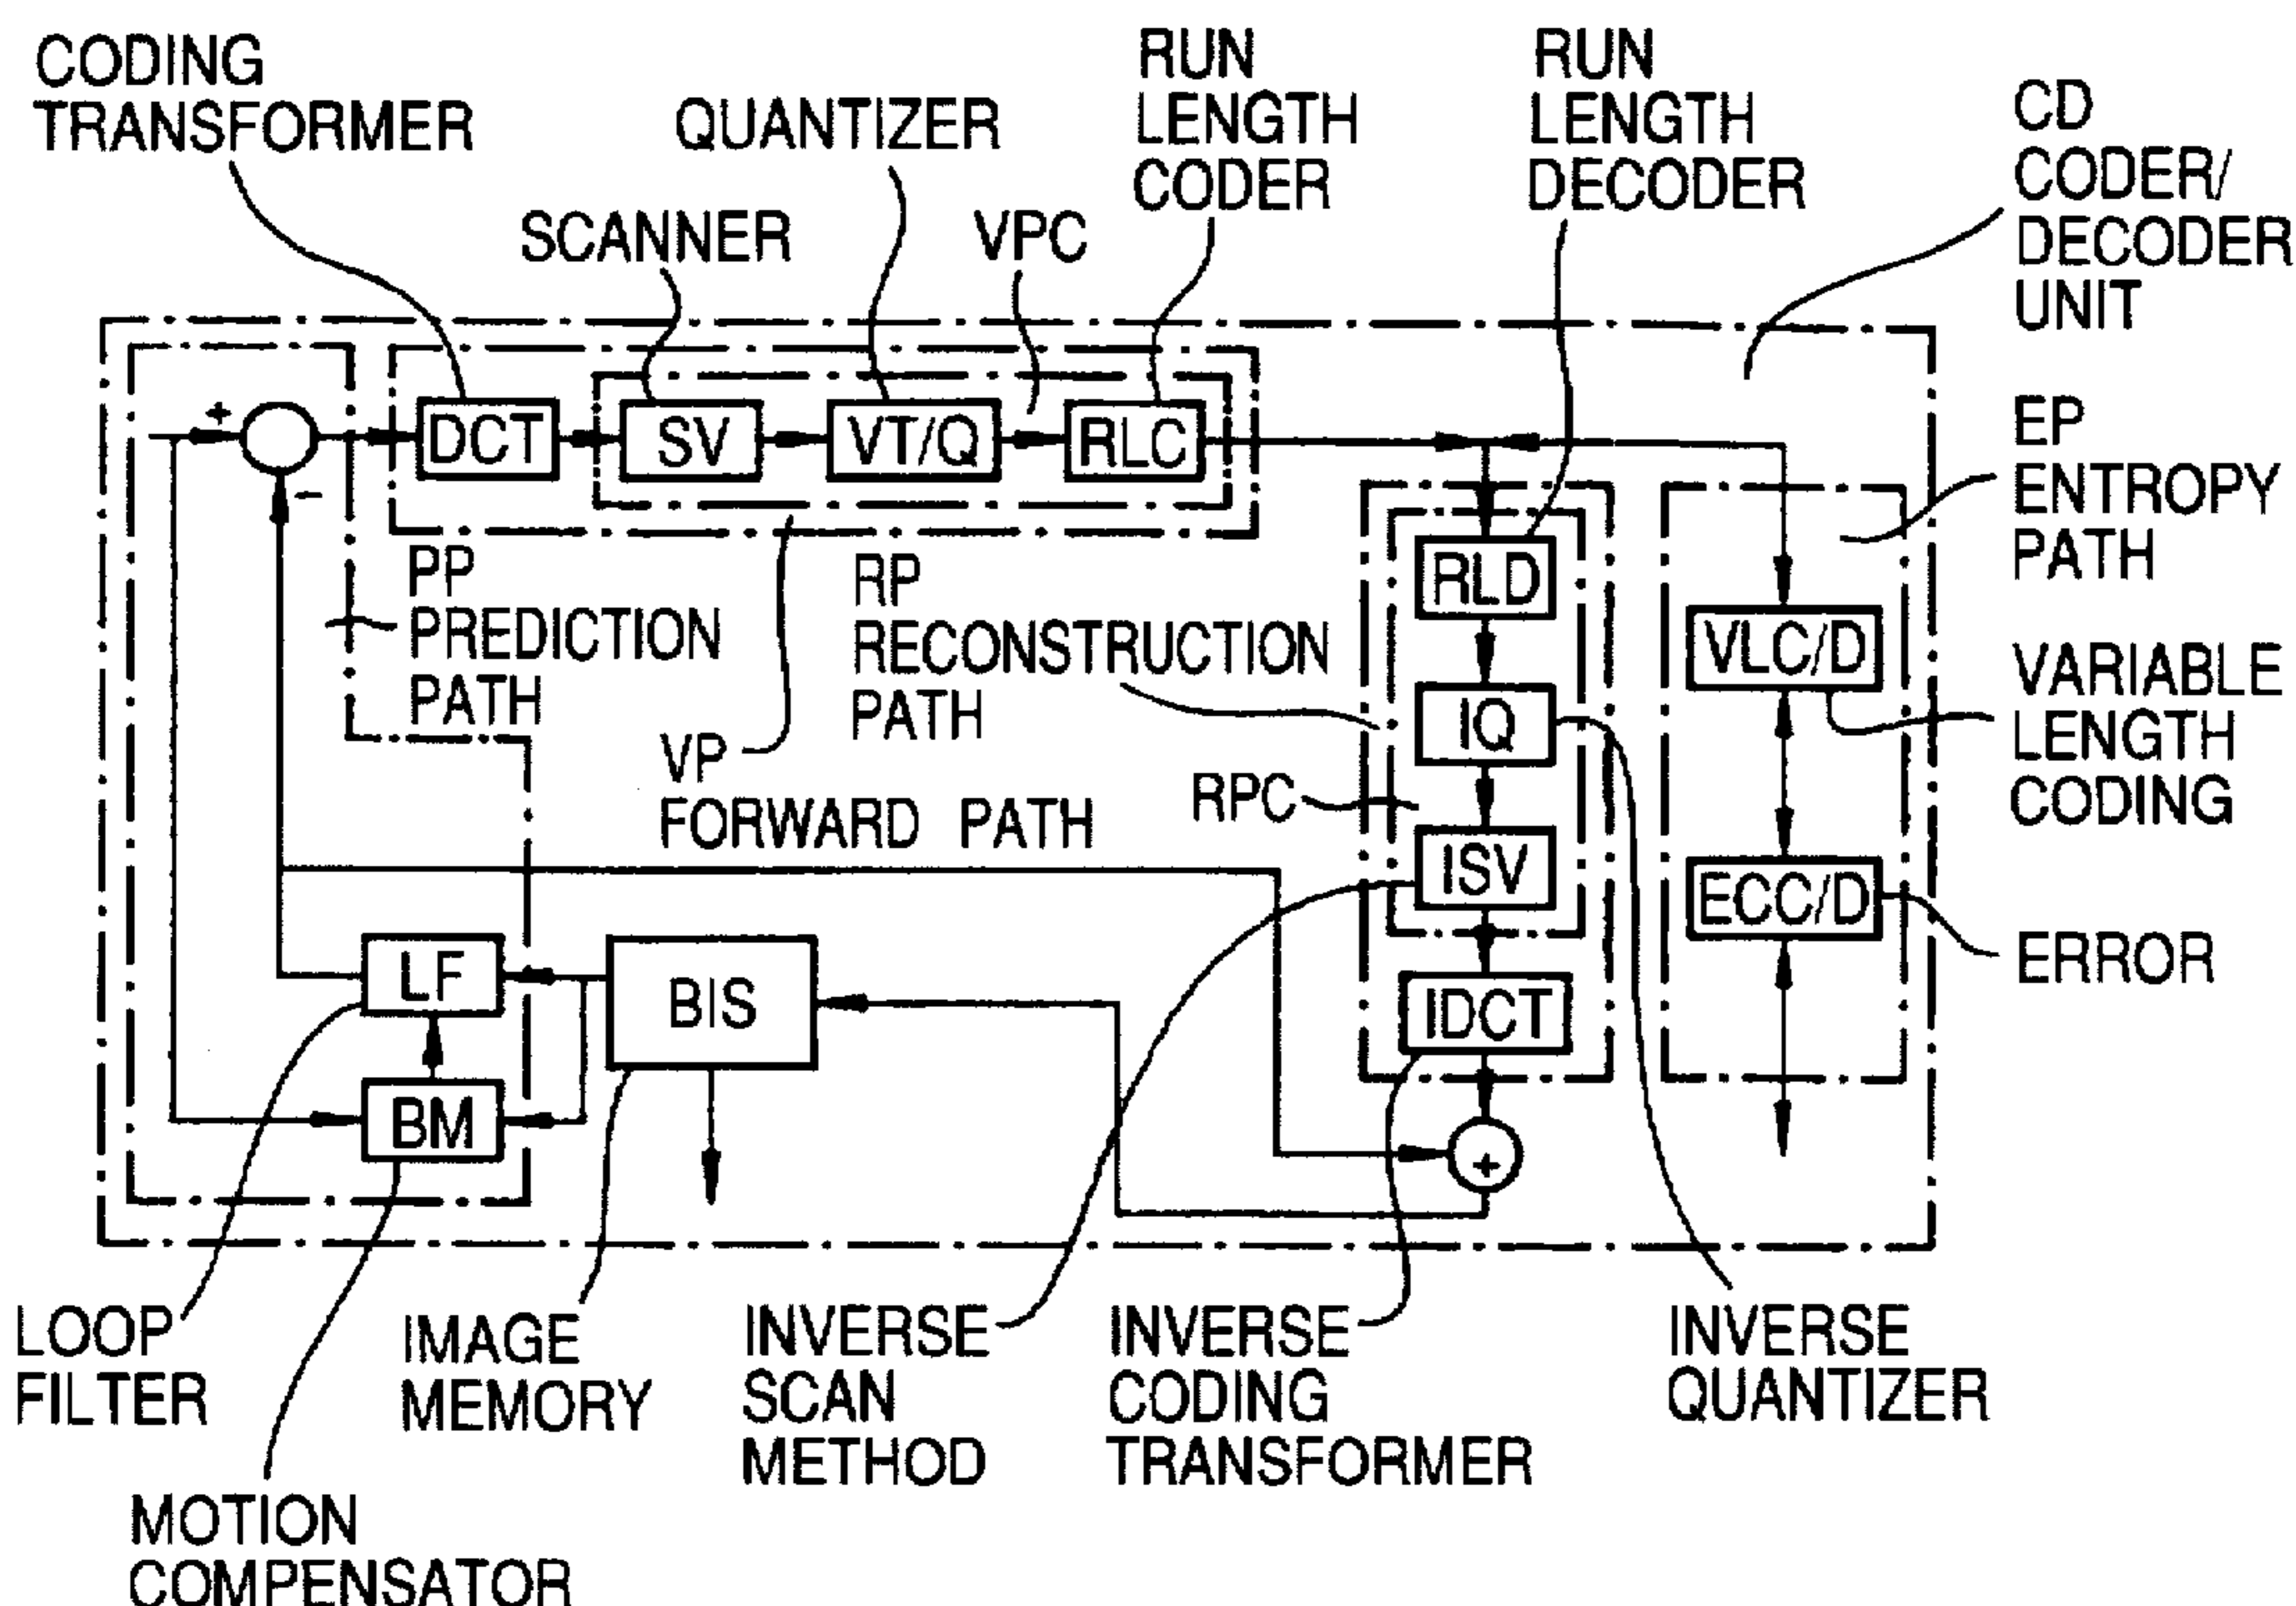 CODING
TRANSFORMER
SCANNER
QUANTIZER
VPC
RUN
LENGTH
CODER
RUN
LENGTH
DECODER
CD
CODER/
DECODER
UNIT
+
DCT
SV
VT/Q
RLC
−
EP
ENTROPY
PATH
PP
PREDICTION
PATH
VP
FORWARD PATH
RP
RECONSTRUCTION
PATH
RPC
RLD
IQ
ISV
IDCT
+
VLC/D
VARIABLE
LENGTH
CODING
ECC/D
ERROR
LF
BIS
BM
LOOP
FILTER
MOTION
COMPENSATOR
IMAGE
MEMORY
INVERSE
SCAN
METHOD
INVERSE
CODING
TRANSFORMER
INVERSE
QUANTIZER